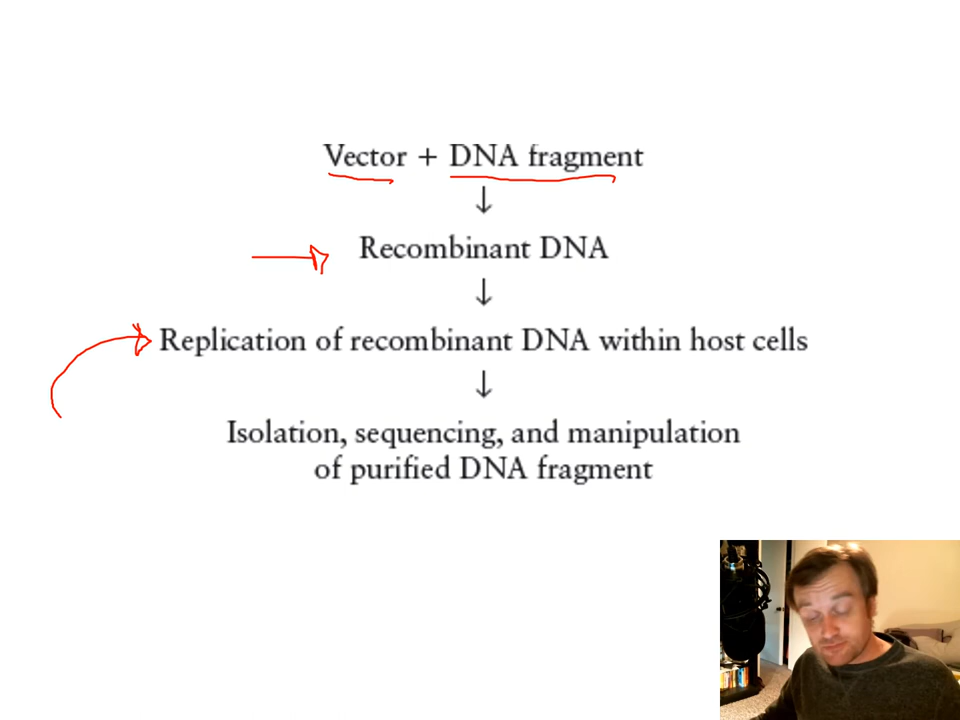 Vector + DNA fragment
↓
Recombinant DNA
↓
Replication of recombinant DNA within host cells
↓
Isolation, sequencing, and manipulation
of purified DNA fragment